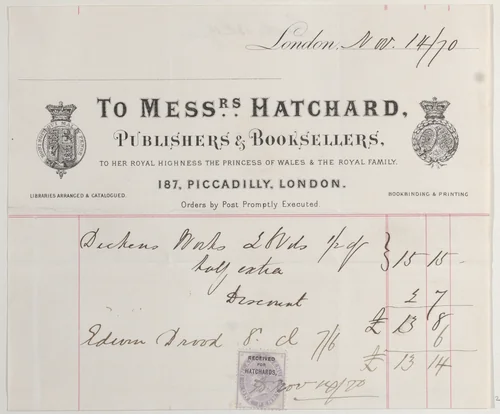 London, Nov. 14/70
TO MESSRS HATCHARD,
PUBLISHERS & BOOKSELLERS,
TO HER ROYAL HIGHNESS THE PRINCESS OF WALES & THE ROYAL FAMILY.
187, PICCADILLY, LONDON.
LIBRARIES ARRANGED & CATALOGUED.
BOOKBINDING & PRINTING
Orders by Post Promptly Executed.
Dickens Works Vols 1/2
extra } 15 15
Discount 2 7
£ 13 8
Edwin Drood 8. cl 7/6 6
£ 13 14
RECEIVED
FOR
HATCHARDS
Nov 14/70